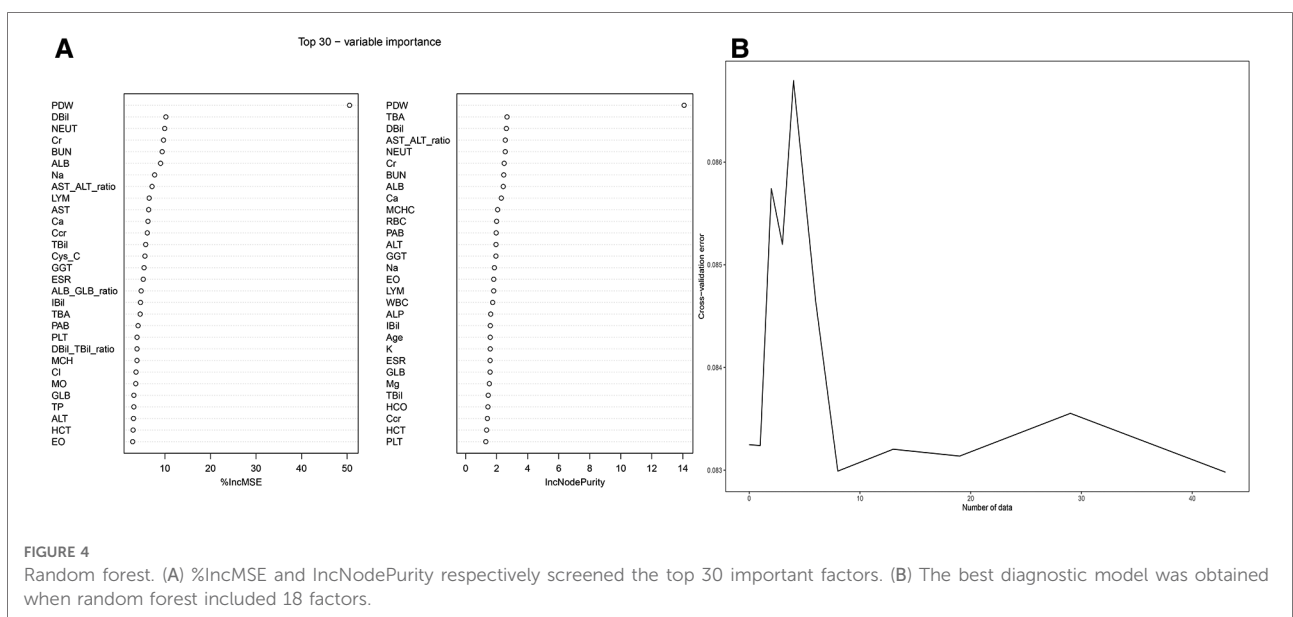 A
Top 30 − variable importance
PDW
DBil
NEUT
Cr
BUN
ALB
Na
AST_ALT_ratio
LYM
AST
Ca
Ccr
TBil
Cys_C
GGT
ESR
ALB_GLB_ratio
IBil
TBA
PAB
PLT
DBil_TBil_ratio
MCH
Cl
MO
GLB
TP
ALT
HCT
EO
10 20 30 40 50
%IncMSE
PDW
TBA
DBil
AST_ALT_ratio
NEUT
Cr
BUN
ALB
Ca
MCHC
RBC
PAB
ALT
GGT
Na
EO
LYM
WBC
ALP
IBil
Age
K
ESR
GLB
Mg
TBil
HCO
Ccr
HCT
PLT
0 2 4 6 8 10 12 14
IncNodePurity
B
Cross−validation error
0.086
0.085
0.084
0.083
0 10 20 30 40
Number of data
FIGURE 4
Random forest. (A) %IncMSE and IncNodePurity respectively screened the top 30 important factors. (B) The best diagnostic model was obtained
when random forest included 18 factors.